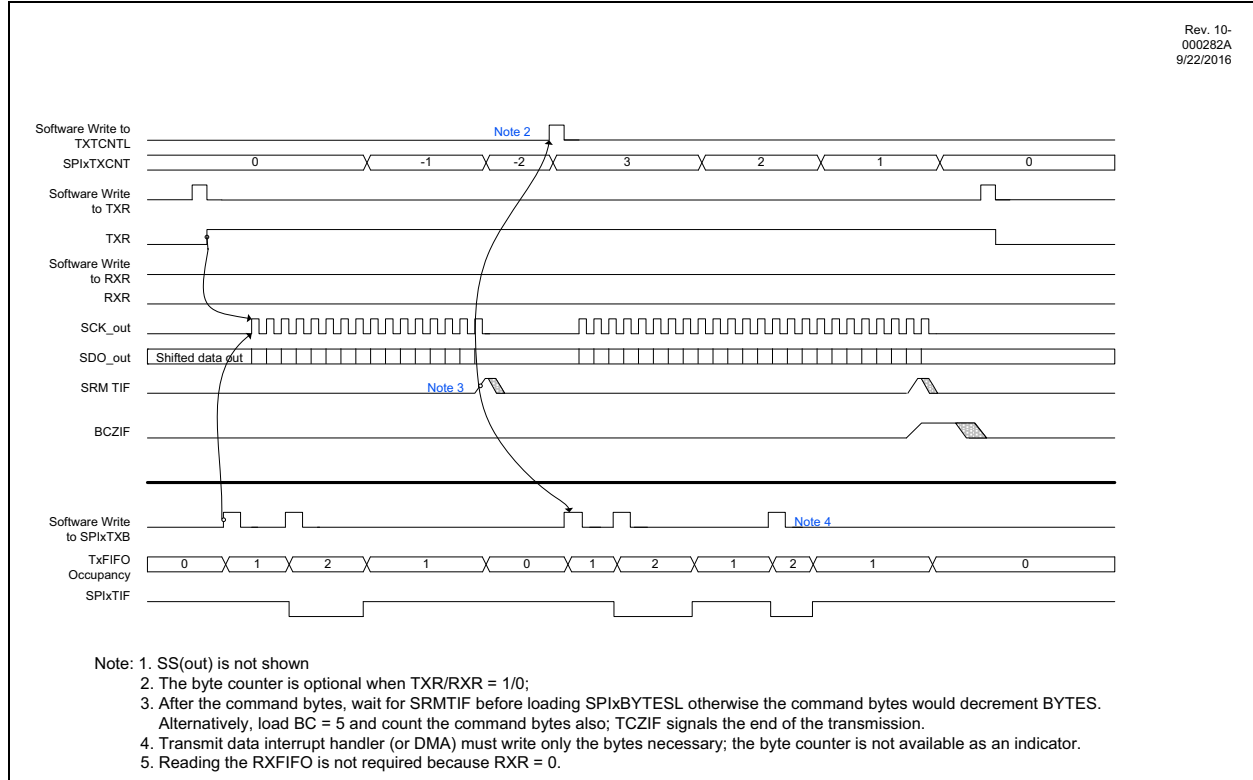 Rev. 10-
000282A
9/22/2016
Software Write to
TXTCNTL
Note 2
SPIxTXCNT
0 -1 -2 3 2 1 0
Software Write
to TXR
TXR
Software Write
to RXR
RXR
SCK_out
SDO_out
Shifted data out
SRM TIF
Note 3
BCZIF
Software Write
to SPIxTXB
Note 4
TxFIFO
Occupancy
0 1 2 1 0 1 2 1 2 1 0
SPIxTIF
Note: 1. SS(out) is not shown
2. The byte counter is optional when TXR/RXR = 1/0;
3. After the command bytes, wait for SRMTIF before loading SPIxBYTESL otherwise the command bytes would decrement BYTES.
Alternatively, load BC = 5 and count the command bytes also; TCZIF signals the end of the transmission.
4. Transmit data interrupt handler (or DMA) must write only the bytes necessary; the byte counter is not available as an indicator.
5. Reading the RXFIFO is not required because RXR = 0.